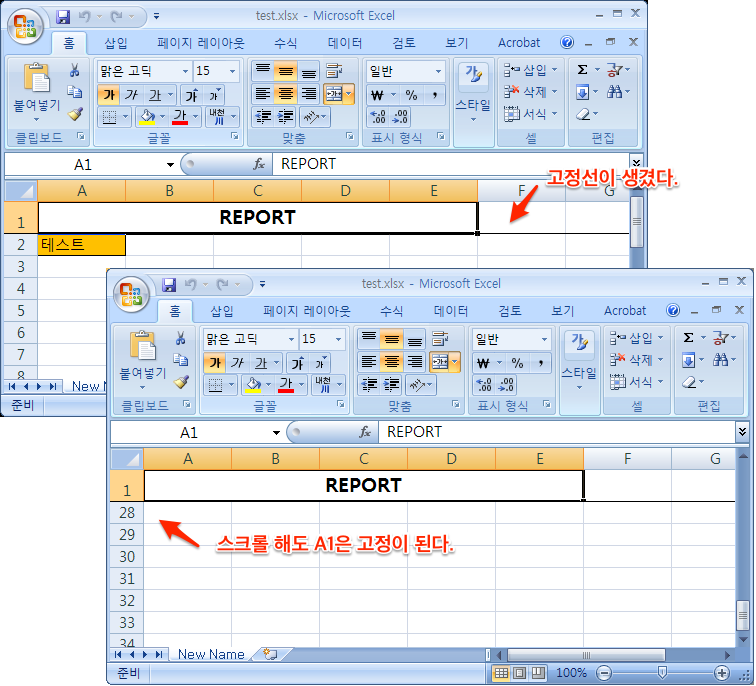 test.xlsx - Microsoft Excel
홈 삽입 페이지 레이아웃 수식 데이터 검토 보기 Acrobat
맑은 고딕 15 일반
붙여넣기 가 가 가 가 가 스타일 삽입 Σ
₩ % , 삭제
가 내천 서식
클립보드 글꼴 맞춤 표시 형식 셀 편집
A1 fx REPORT
고정선이 생겼다.
A B C D E F G
1 REPORT
2 테스트
3
4
5
6
7
8
New N
준비
test.xlsx - Microsoft Excel
홈 삽입 페이지 레이아웃 수식 데이터 검토 보기 Acrobat
맑은 고딕 15 일반
붙여넣기 가 가 가 가 가 스타일 삽입 Σ
₩ % , 삭제
가 내천 서식
클립보드 글꼴 맞춤 표시 형식 셀 편집
A1 fx REPORT
A B C D E F G
1 REPORT
28
29
스크롤 해도 A1은 고정이 된다.
30
31
32
33
34
New Name
준비 100%